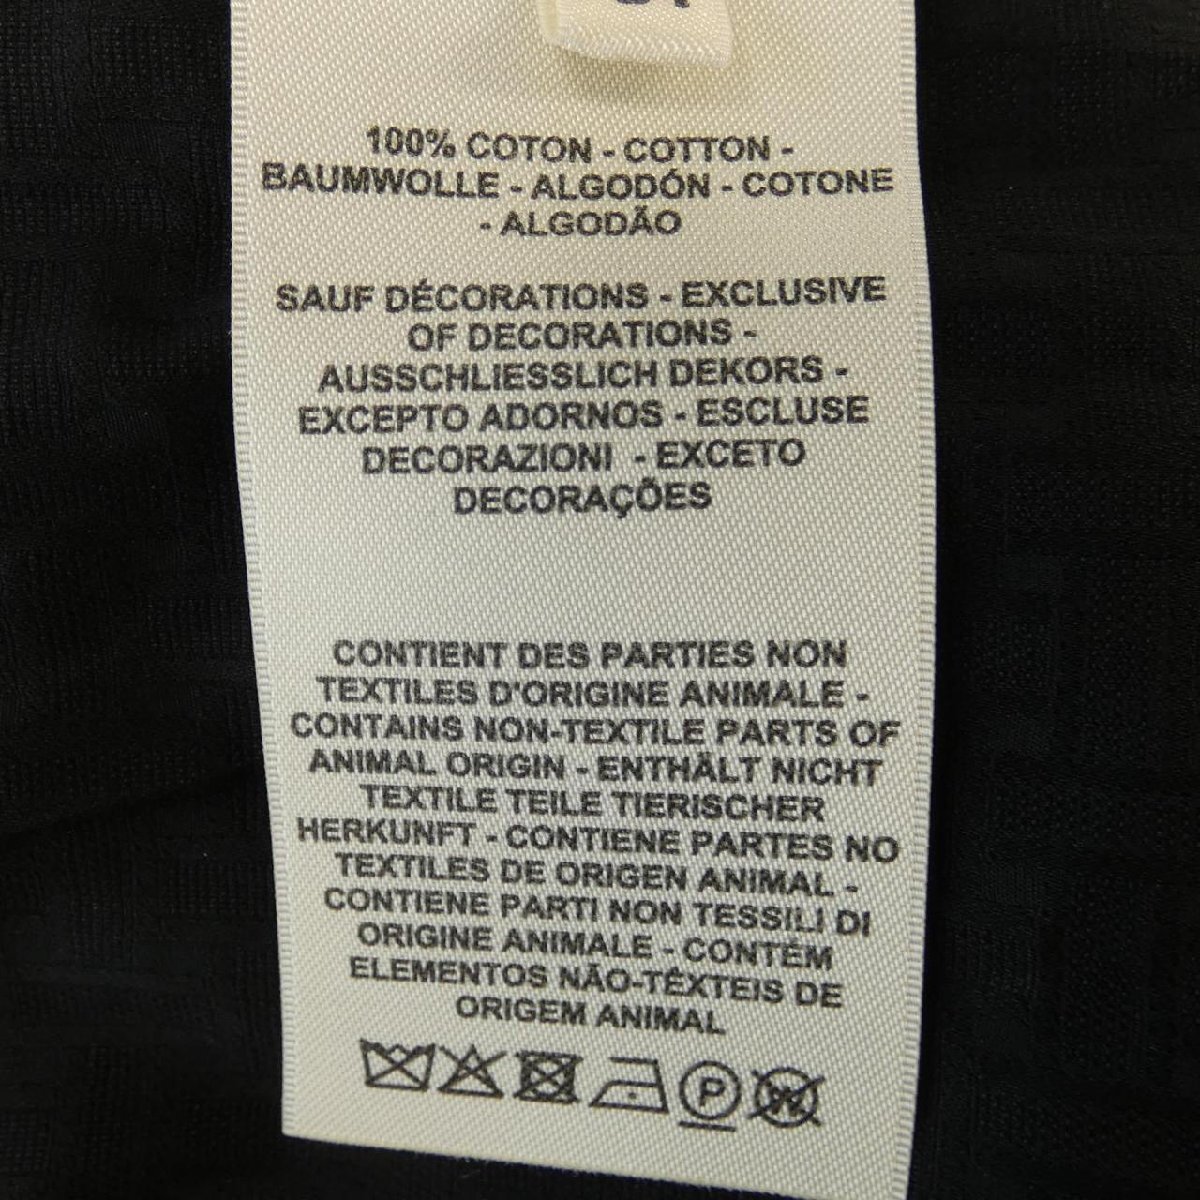 100% COTON - COTTON -
BAUMWOLLE - ALGODÓN - COTONE
- ALGODÃO
SAUF DÉCORATIONS - EXCLUSIVE
OF DECORATIONS -
AUSSCHLIESSLICH DEKORS -
EXCEPTO ADORNOS - ESCLUSE
DECORAZIONI - EXCETO
DECORAÇÕES
CONTIENT DES PARTIES NON
TEXTILES D'ORIGINE ANIMALE -
CONTAINS NON-TEXTILE PARTS OF
ANIMAL ORIGIN - ENTHÄLT NICHT
TEXTILE TEILE TIERISCHER
HERKUNFT - CONTIENE PARTES NO
TEXTILES DE ORIGEN ANIMAL -
CONTIENE PARTI NON TESSILI DI
ORIGINE ANIMALE - CONTÉM
ELEMENTOS NÃO-TÊXTEIS DE
ORIGEM ANIMAL
P W